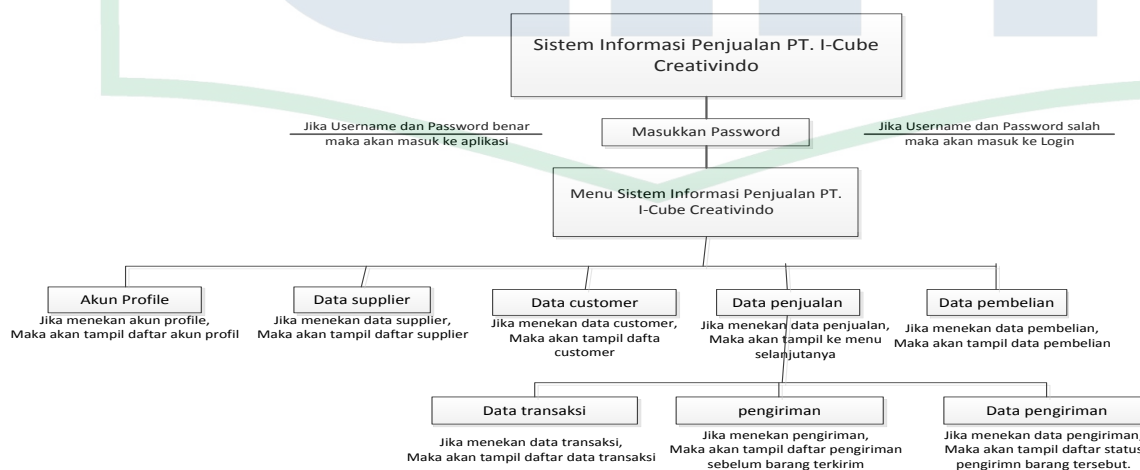 Sistem Informasi Penjualan PT. I-Cube
Creativindo
Jika Username dan Password benar
maka akan masuk ke aplikasi
Masukkan Password
Jika Username dan Password salah
maka akan masuk ke Login
Menu Sistem Informasi Penjualan PT.
I-Cube Creativindo
Akun Profile
Jika menekan akun profile,
Maka akan tampil daftar akun profil
Data supplier
Jika menekan data supplier,
Maka akan tampil daftar supplier
Data customer
Jika menekan data customer,
Maka akan tampil dafta
customer
Data penjualan
Jika menekan data penjualan,
Maka akan tampil ke menu
selanjutanya
Data pembelian
Jika menekan data pembelian,
Maka akan tampil data pembelian
Data transaksi
Jika menekan data transaksi,
Maka akan tampil daftar data transaksi
pengiriman
Jika menekan pengiriman,
Maka akan tampil daftar pengiriman
sebelum barang terkirim
Data pengiriman
Jika menekan data pengiriman,
Maka akan tampil daftar status
pengirimn barang tersebut.